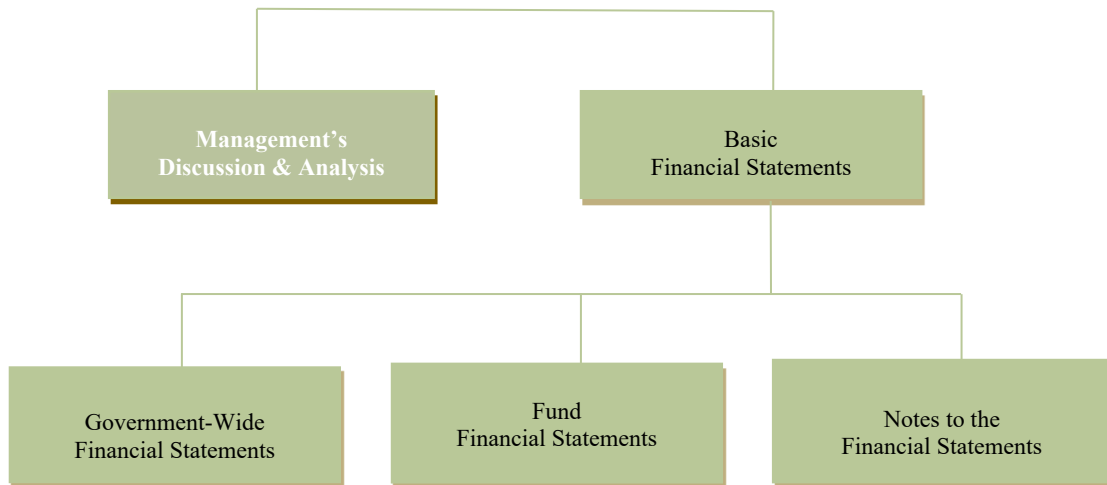 Management’s
Discussion & Analysis
Basic
Financial Statements
Government-Wide
Financial Statements
Fund
Financial Statements
Notes to the
Financial Statements